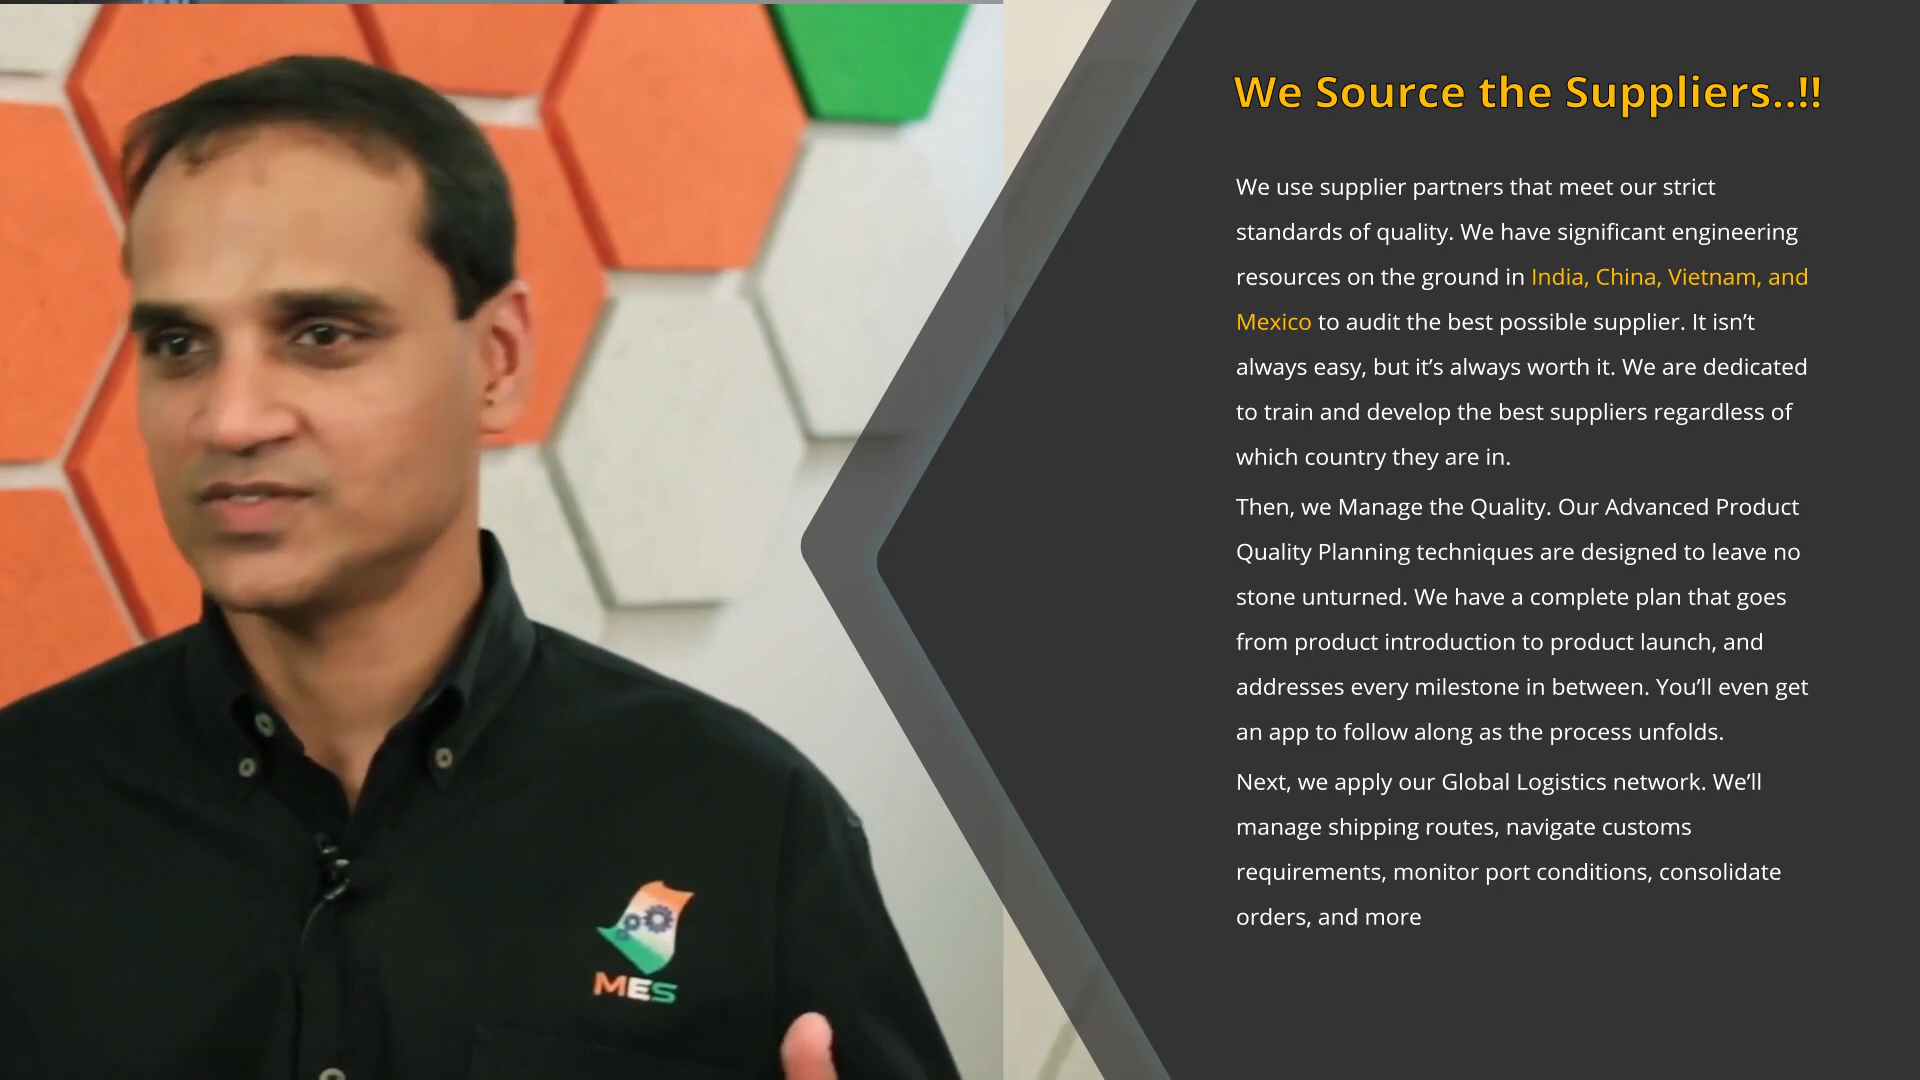 We Source the Suppliers..!!
We use supplier partners that meet our strict
standards of quality. We have significant engineering
resources on the ground in India, China, Vietnam, and
Mexico to audit the best possible supplier. It isn’t
always easy, but it’s always worth it. We are dedicated
to train and develop the best suppliers regardless of
which country they are in.
Then, we Manage the Quality. Our Advanced Product
Quality Planning techniques are designed to leave no
stone unturned. We have a complete plan that goes
from product introduction to product launch, and
addresses every milestone in between. You’ll even get
an app to follow along as the process unfolds.
Next, we apply our Global Logistics network. We’ll
manage shipping routes, navigate customs
requirements, monitor port conditions, consolidate
orders, and more
MES